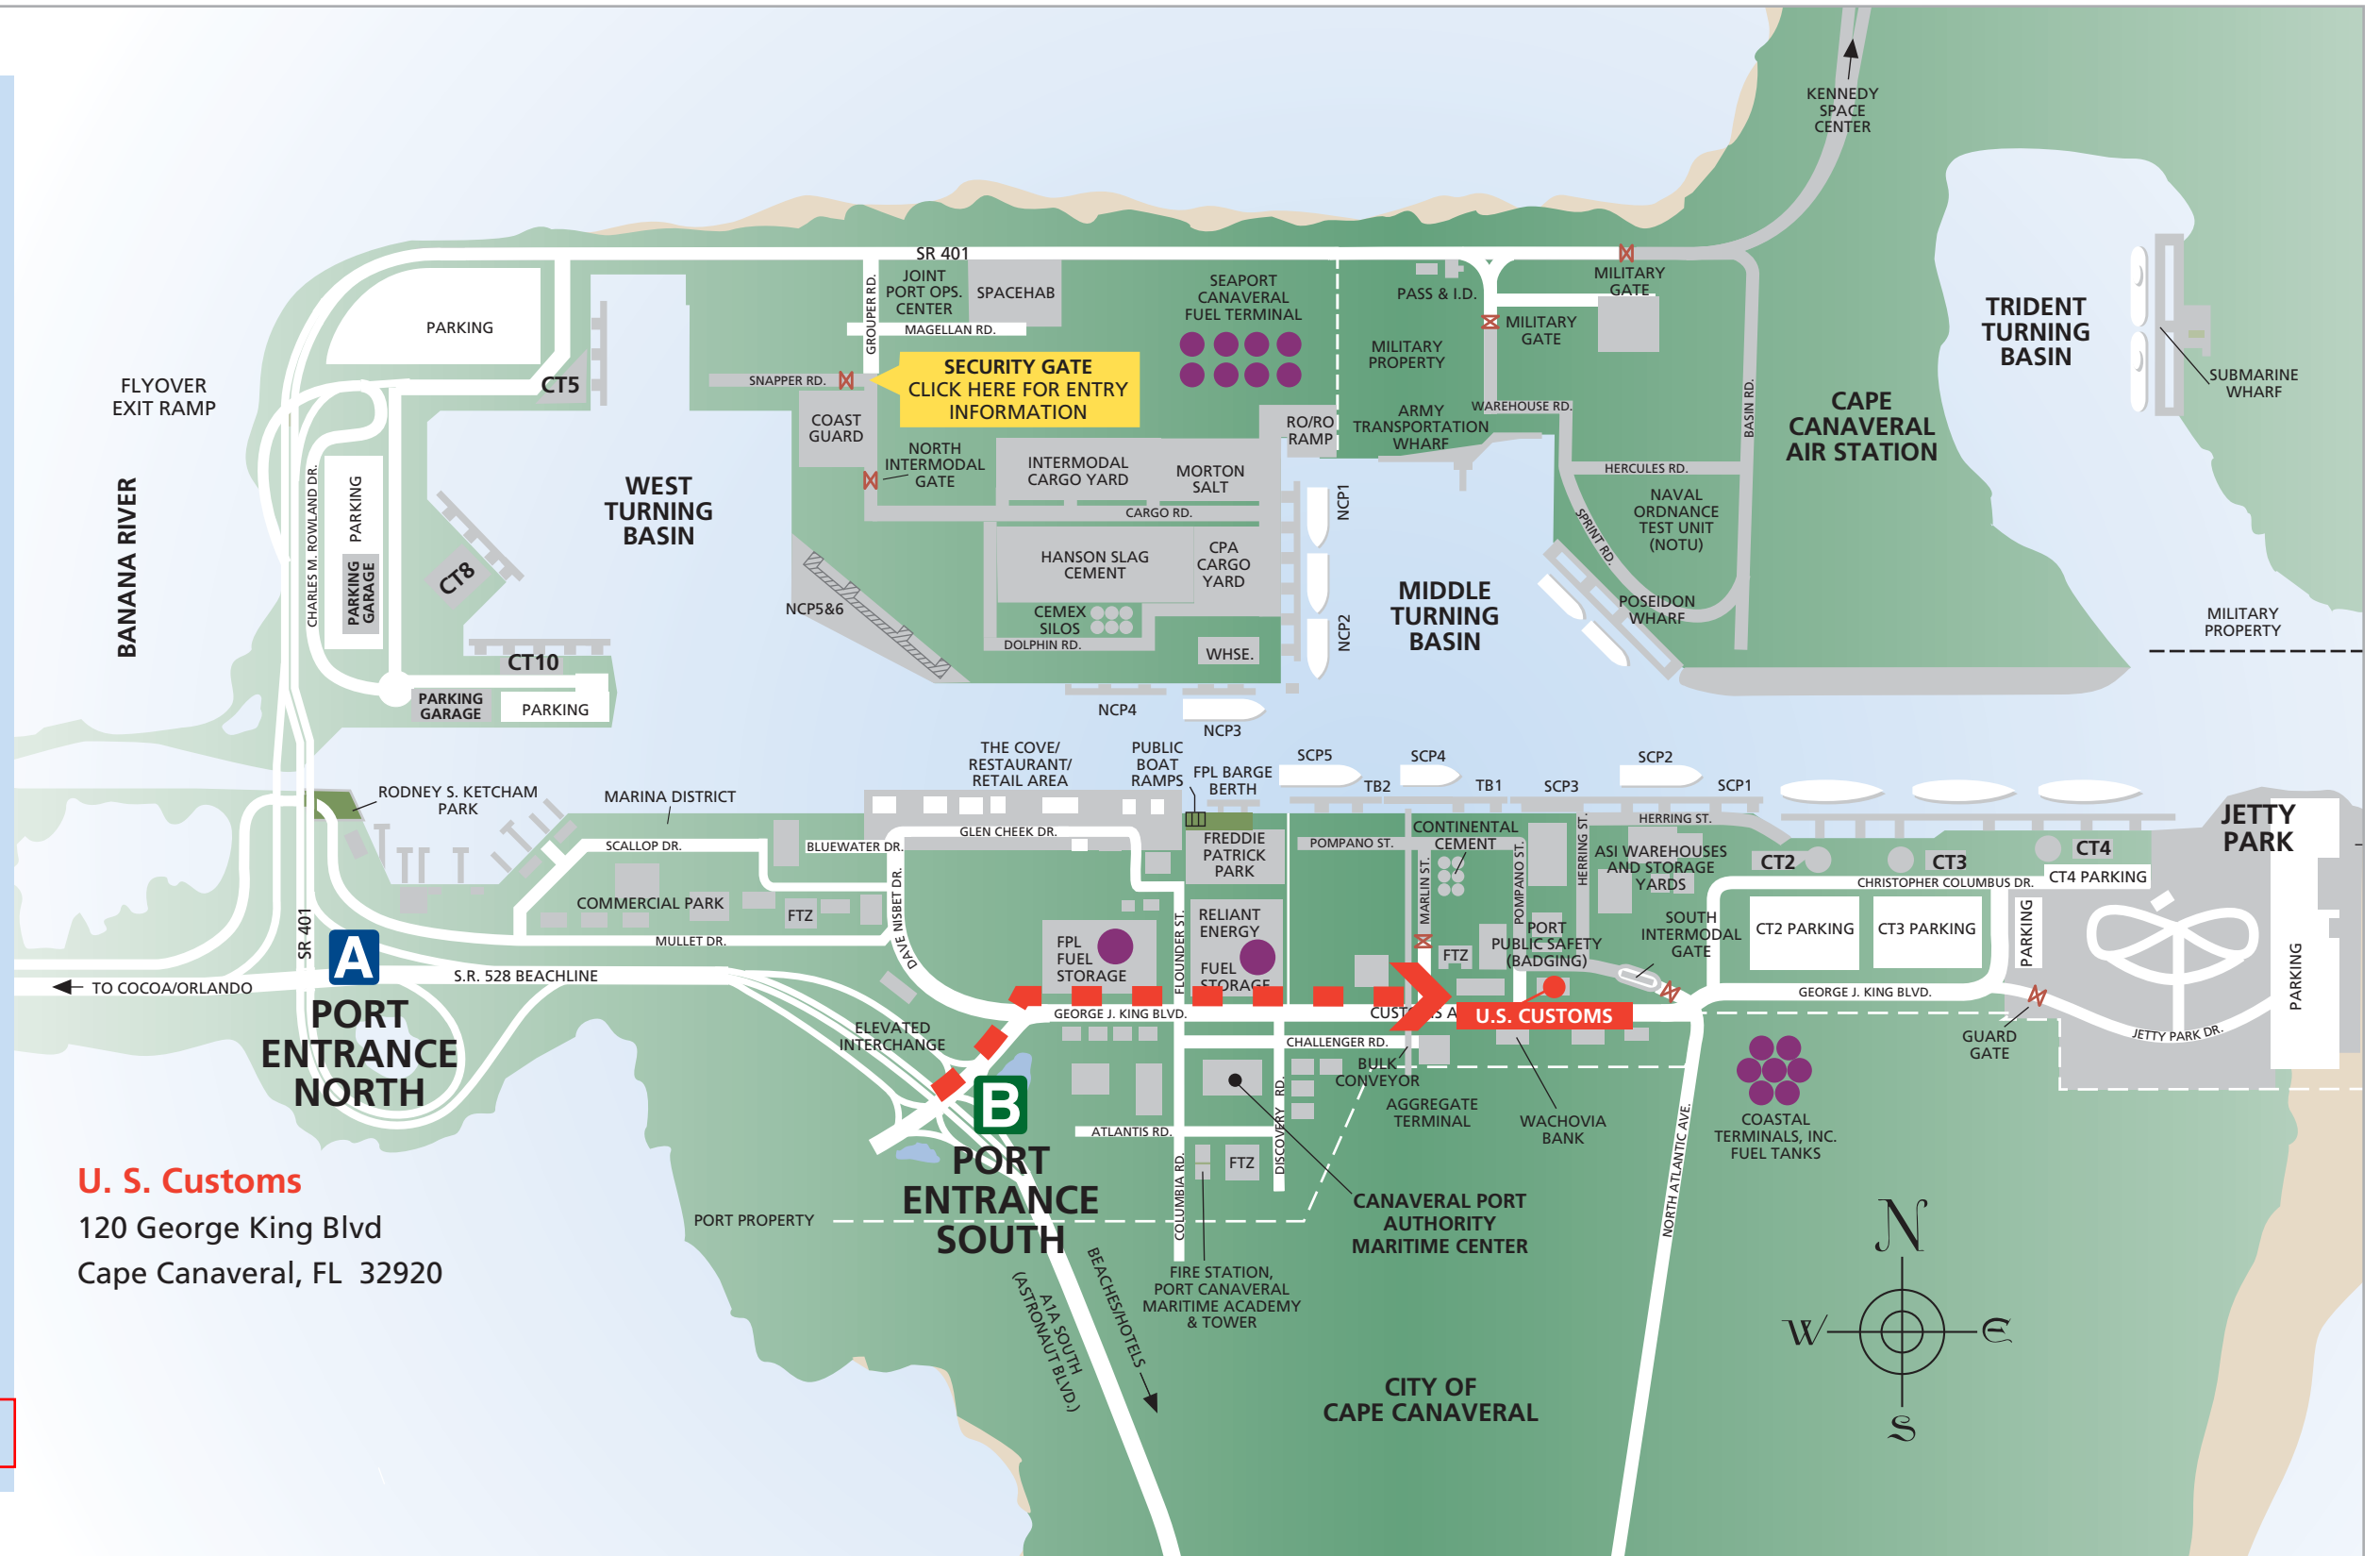 KENNEDY
SPACE
CENTER
SR 401
JOINT
PORT OPS.
CENTER
SPACEHAB
SEAPORT
CANAVERAL
FUEL TERMINAL
PASS & I.D.
MILITARY
GATE
MILITARY
GATE
TRIDENT
TURNING
BASIN
SUBMARINE
WHARF
PARKING
GROUPER RD.
MAGELLAN RD.
MILITARY
PROPERTY
FLYOVER
EXIT RAMP
CT5
SNAPPER RD.
SECURITY GATE
CLICK HERE FOR ENTRY
INFORMATION
COAST
GUARD
RO/RO
RAMP
ARMY
TRANSPORTATION
WHARF
WAREHOUSE RD.
BASIN RD.
CAPE
CANAVERAL
AIR STATION
NORTH
INTERMODAL
GATE
INTERMODAL
CARGO YARD
MORTON
SALT
HERCULES RD.
BANANA RIVER
CHARLES M. ROWLAND DR.
PARKING
PARKING
GARAGE
WEST
TURNING
BASIN
CARGO RD.
NCP1
NAVAL
ORDNANCE
TEST UNIT
(NOTU)
SPRINT RD.
CT8
HANSON SLAG
CEMENT
CPA
CARGO
YARD
NCP5&6
CEMEX
SILOS
DOLPHIN RD.
WHSE.
NCP2
MIDDLE
TURNING
BASIN
POSEIDON
WHARF
MILITARY
PROPERTY
CT10
PARKING
GARAGE
PARKING
NCP4
NCP3
THE COVE/
RESTAURANT/
RETAIL AREA
PUBLIC
BOAT
RAMPS
FPL BARGE
BERTH
SCP5
SCP4
TB2
TB1
SCP3
SCP2
SCP1
RODNEY S. KETCHAM
PARK
MARINA DISTRICT
JETTY
PARK
GLEN CHEEK DR.
SCALLOP DR.
BLUEWATER DR.
FREDDIE
PATRICK
PARK
POMPANO ST.
CONTINENTAL
CEMENT
HERRING ST.
HERRING ST.
ASI WAREHOUSES
AND STORAGE
YARDS
CT2
CT3
CT4
CT4 PARKING
CHRISTOPHER COLUMBUS DR.
COMMERCIAL PARK
FTZ
DAVE NISBET DR.
MULLET DR.
FPL
FUEL
STORAGE
FLOUNDER ST.
RELIANT
ENERGY
FUEL
STORAGE
MARLIN ST.
POMPANO ST.
FTZ
PORT
PUBLIC SAFETY
(BADGING)
SOUTH
INTERMODAL
GATE
CT2 PARKING
CT3 PARKING
PARKING
PARKING
SR 401
A
S.R. 528 BEACHLINE
TO COCOA/ORLANDO
PORT
ENTRANCE
NORTH
GEORGE J. KING BLVD.
GEORGE J. KING BLVD.
U.S. CUSTOMS
ELEVATED
INTERCHANGE
CHALLENGER RD.
BULK
CONVEYOR
AGGREGATE
TERMINAL
WACHOVIA
BANK
GUARD
GATE
JETTY PARK DR.
COASTAL
TERMINALS, INC.
FUEL TANKS
B
PORT
ENTRANCE
SOUTH
ATLANTIS RD.
FTZ
COLUMBIA RD.
DISCOVERY RD.
NORTH ATLANTIC AVE.
CANAVERAL PORT
AUTHORITY
MARITIME CENTER
PORT PROPERTY
FIRE STATION,
PORT CANAVERAL
MARITIME ACADEMY
& TOWER
BEACHES/HOTELS
A1A SOUTH
(ASTRONAUT BLVD.)
U. S. Customs
120 George King Blvd
Cape Canaveral, FL 32920
CITY OF
CAPE CANAVERAL
N
W
E
S